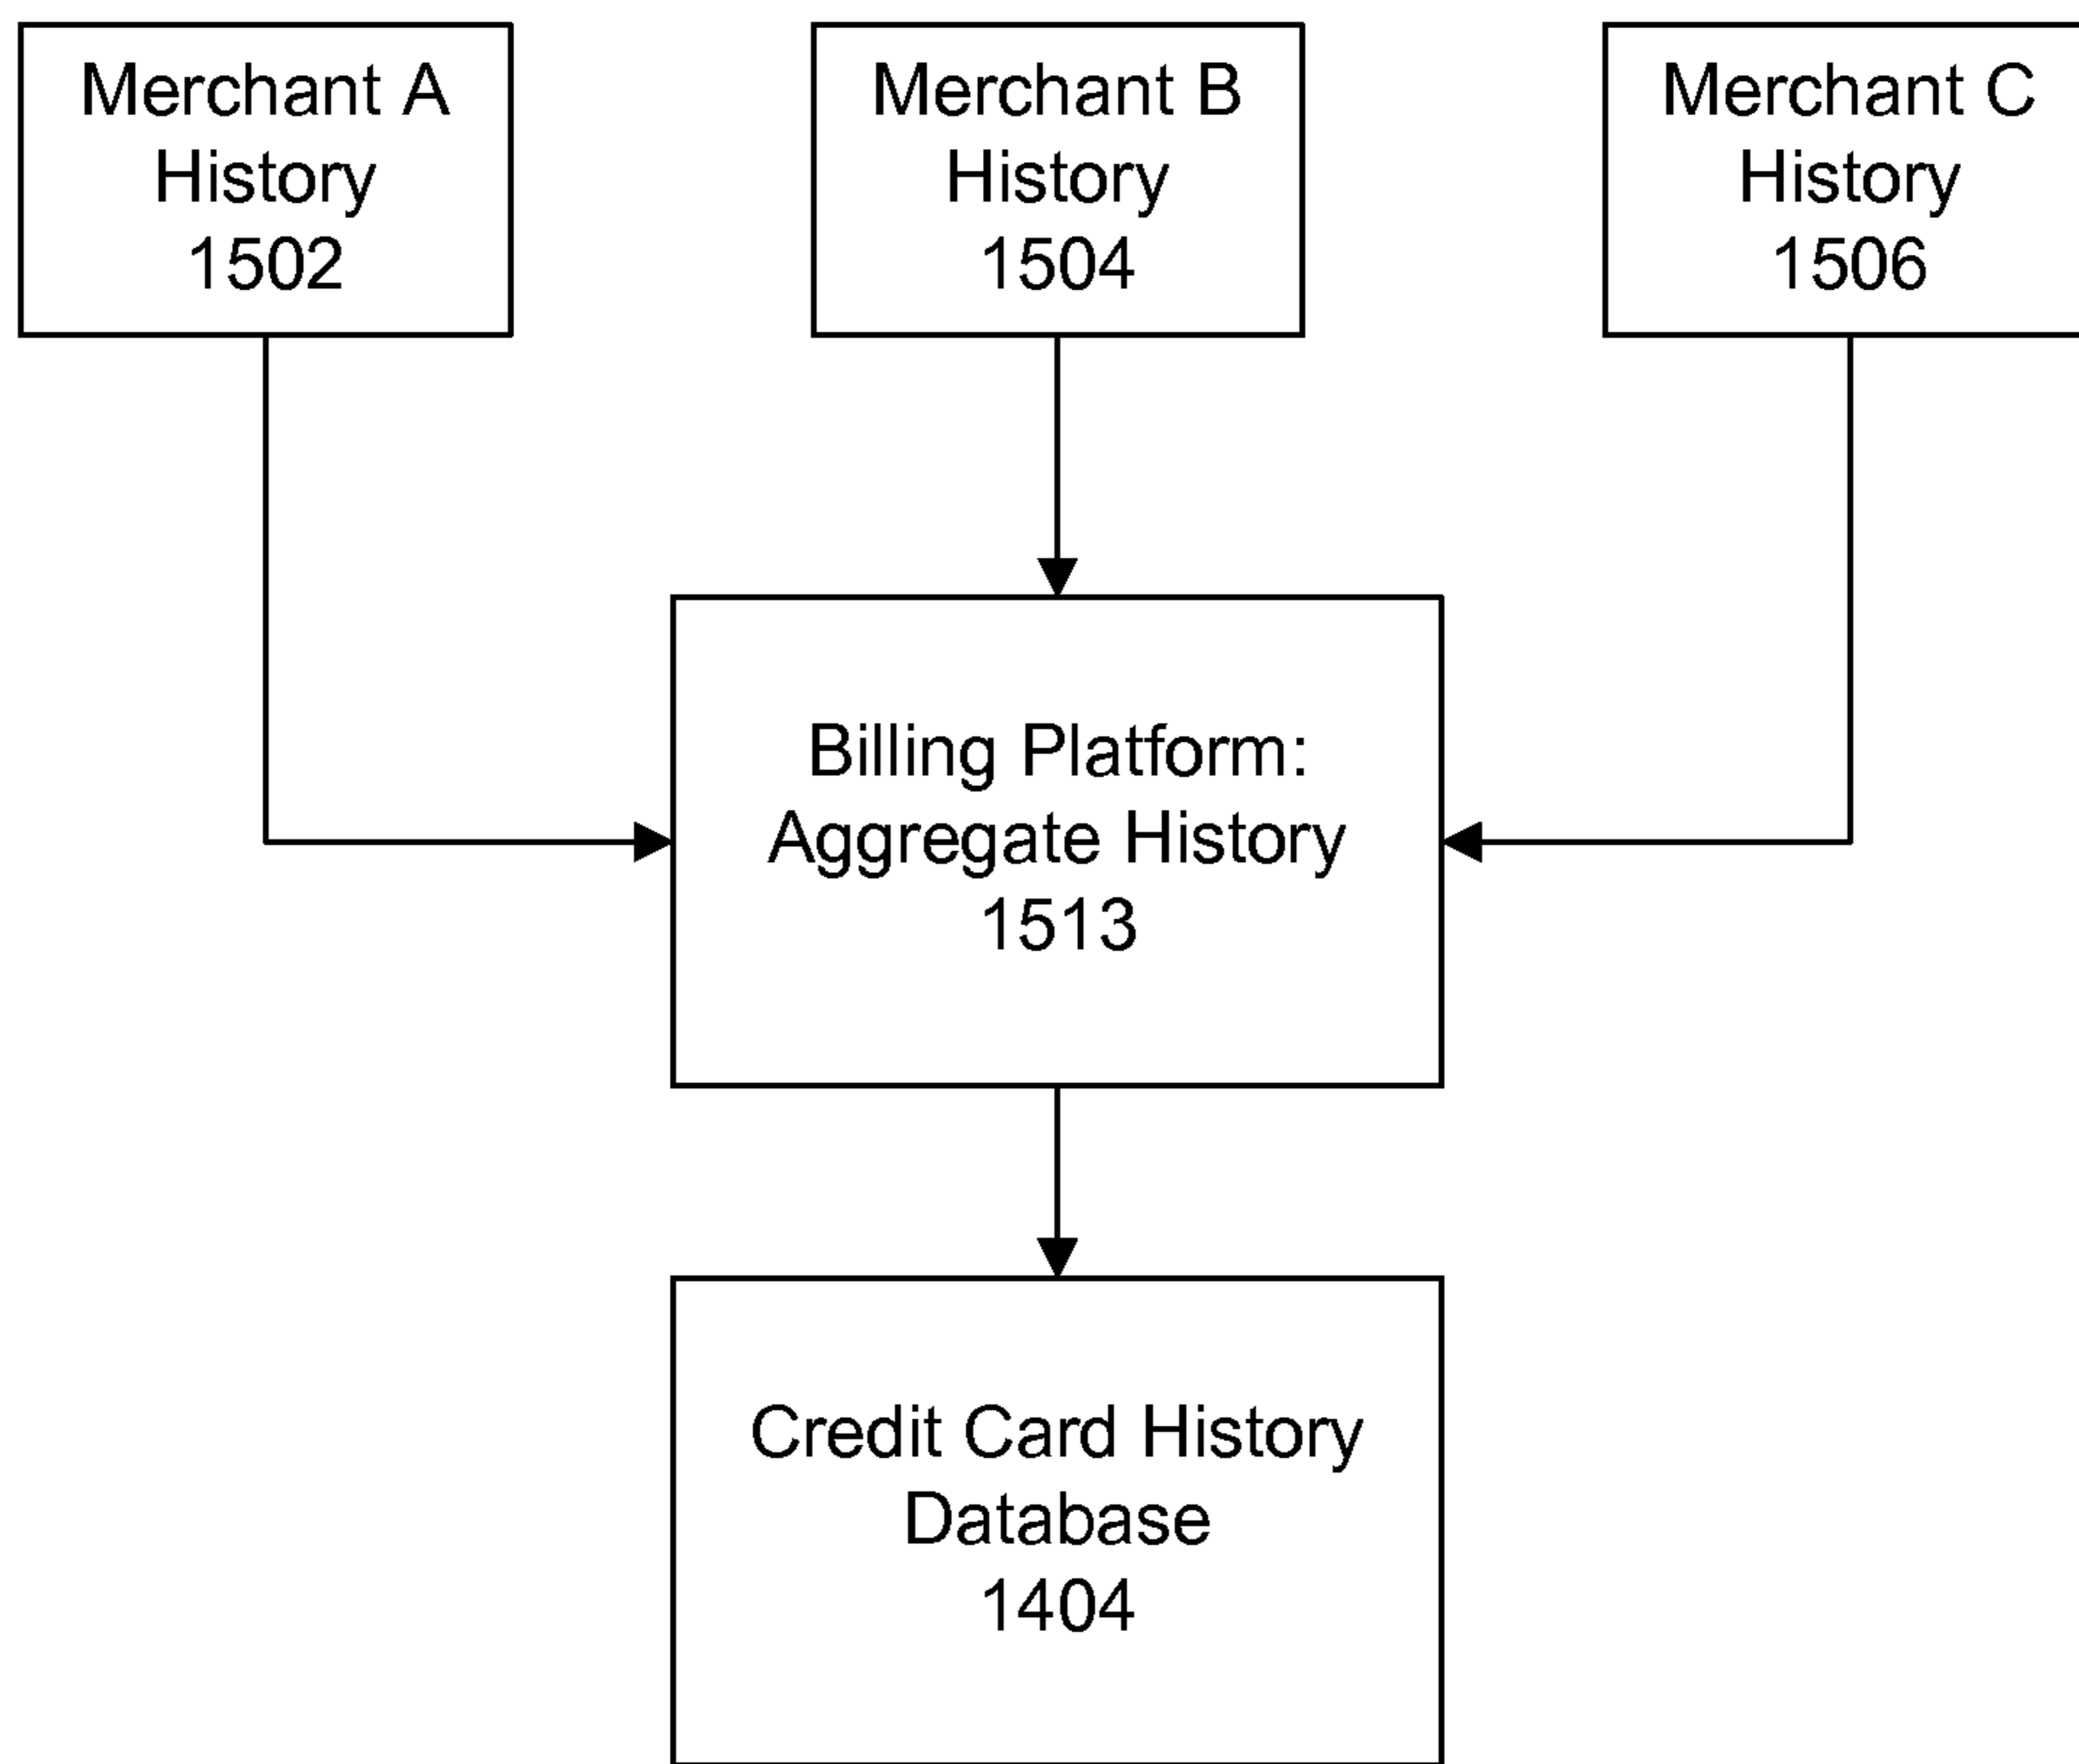 Merchant A
History
1502
Merchant B
History
1504
Merchant C
History
1506
Billing Platform:
Aggregate History
1513
Credit Card History
Database
1404